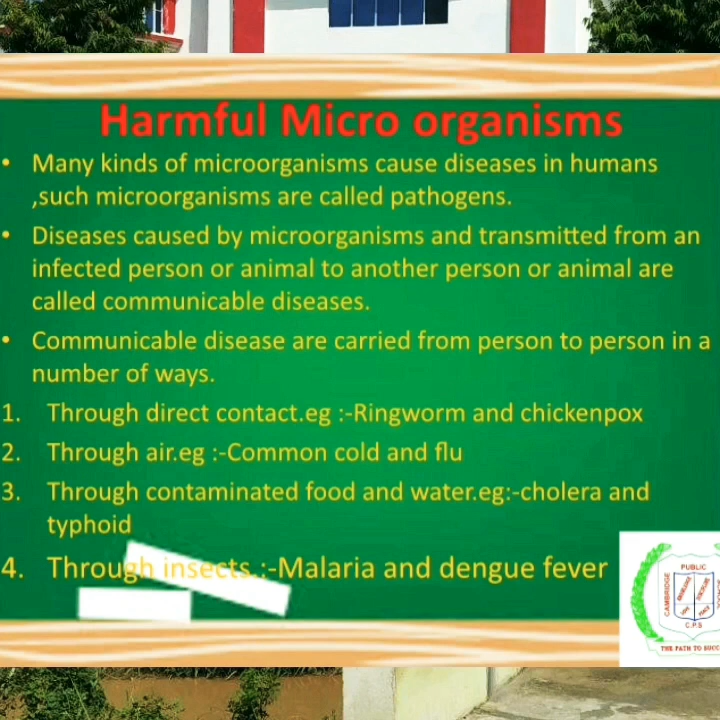 Harmful Micro organisms
• Many kinds of microorganisms cause diseases in humans
,such microorganisms are called pathogens.
• Diseases caused by microorganisms and transmitted from an
infected person or animal to another person or animal are
called communicable diseases.
• Communicable disease are carried from person to person in a
number of ways.
1. Through direct contact.eg :-Ringworm and chickenpox
2. Through air.eg :-Common cold and flu
3. Through contaminated food and water.eg:-cholera and
typhoid
4. Through insects.:-Malaria and dengue fever
PUBLIC
CAMBRIDGE
C.P.S
THE PATH TO